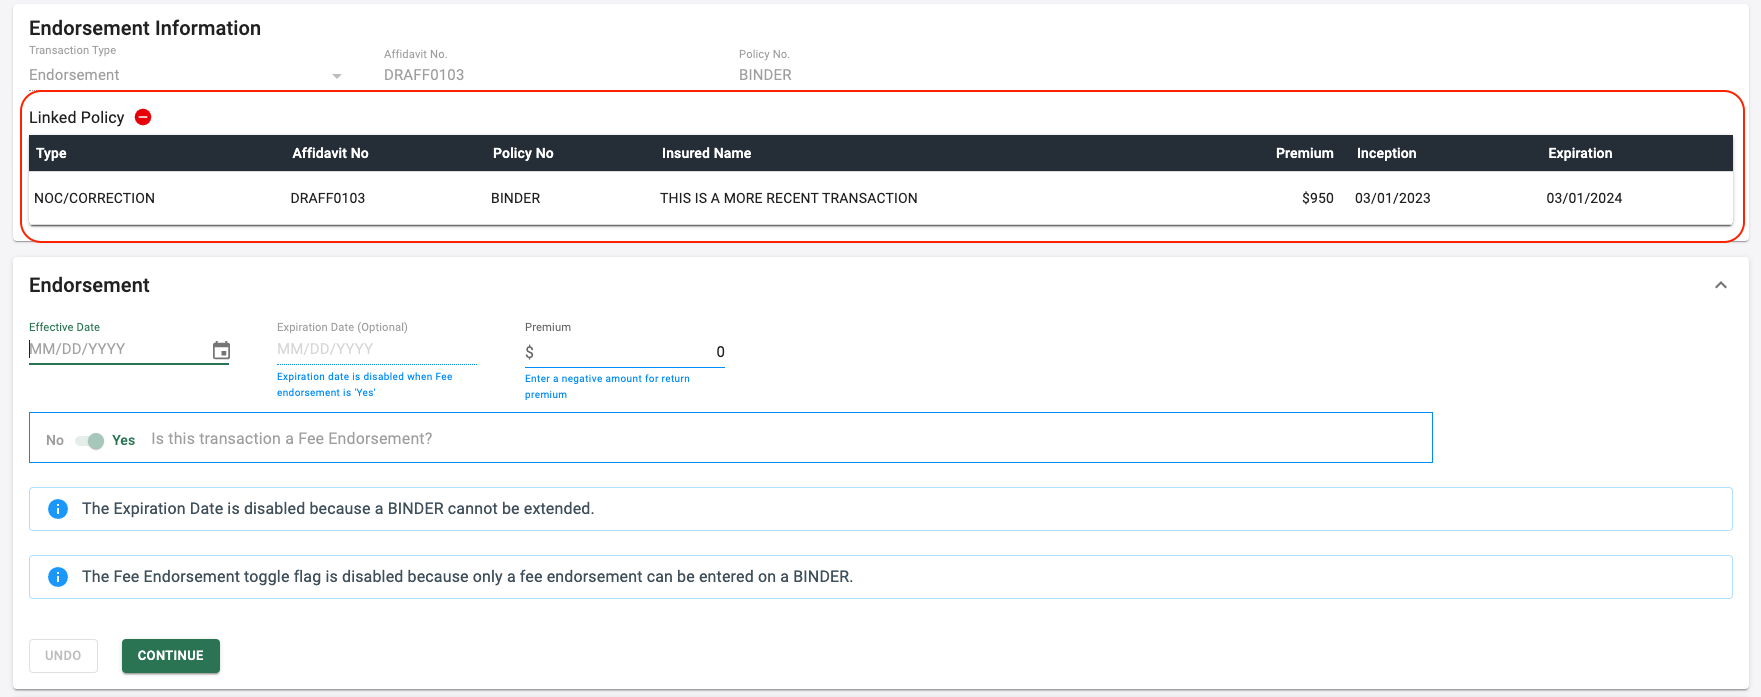 Endorsement Information
Transaction Type
Endorsement
Affidavit No.
DRAFF0103
Policy No.
BINDER
Linked Policy
Type Affidavit No Policy No Insured Name Premium Inception Expiration
NOC/CORRECTION DRAFF0103 BINDER THIS IS A MORE RECENT TRANSACTION $950 03/01/2023 03/01/2024
Endorsement
Effective Date
MM/DD/YYYY
Expiration Date (Optional)
MM/DD/YYYY
Expiration date is disabled when Fee
endorsement is 'Yes'
Premium
$ 0
Enter a negative amount for return
premium
No Yes Is this transaction a Fee Endorsement?
The Expiration Date is disabled because a BINDER cannot be extended.
The Fee Endorsement toggle flag is disabled because only a fee endorsement can be entered on a BINDER.
UNDO CONTINUE